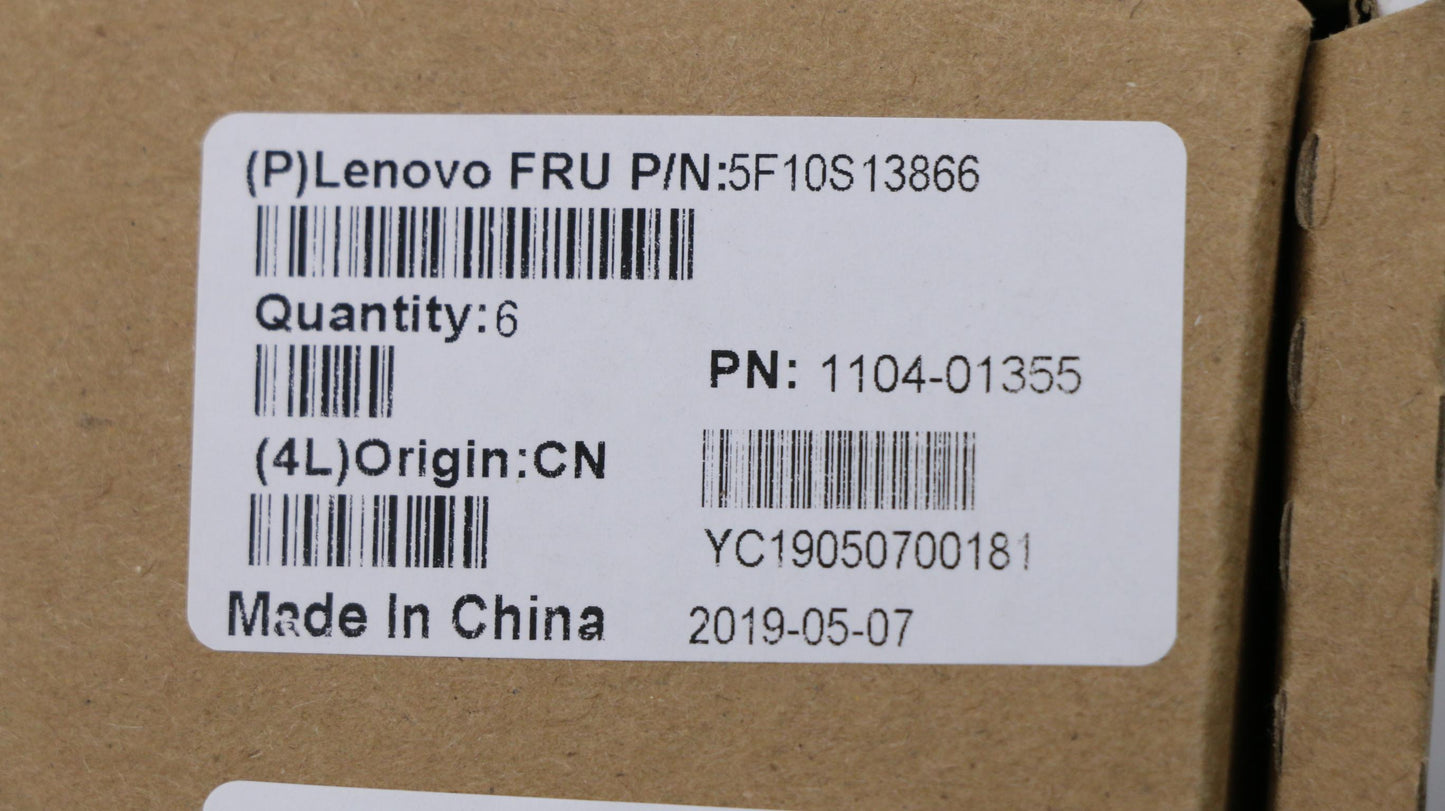 (P)Lenovo FRU P/N:5F10S13866
Quantity:6
PN: 1104-01355
(4L)Origin:CN
YC19050700181
Made In China
2019-05-07